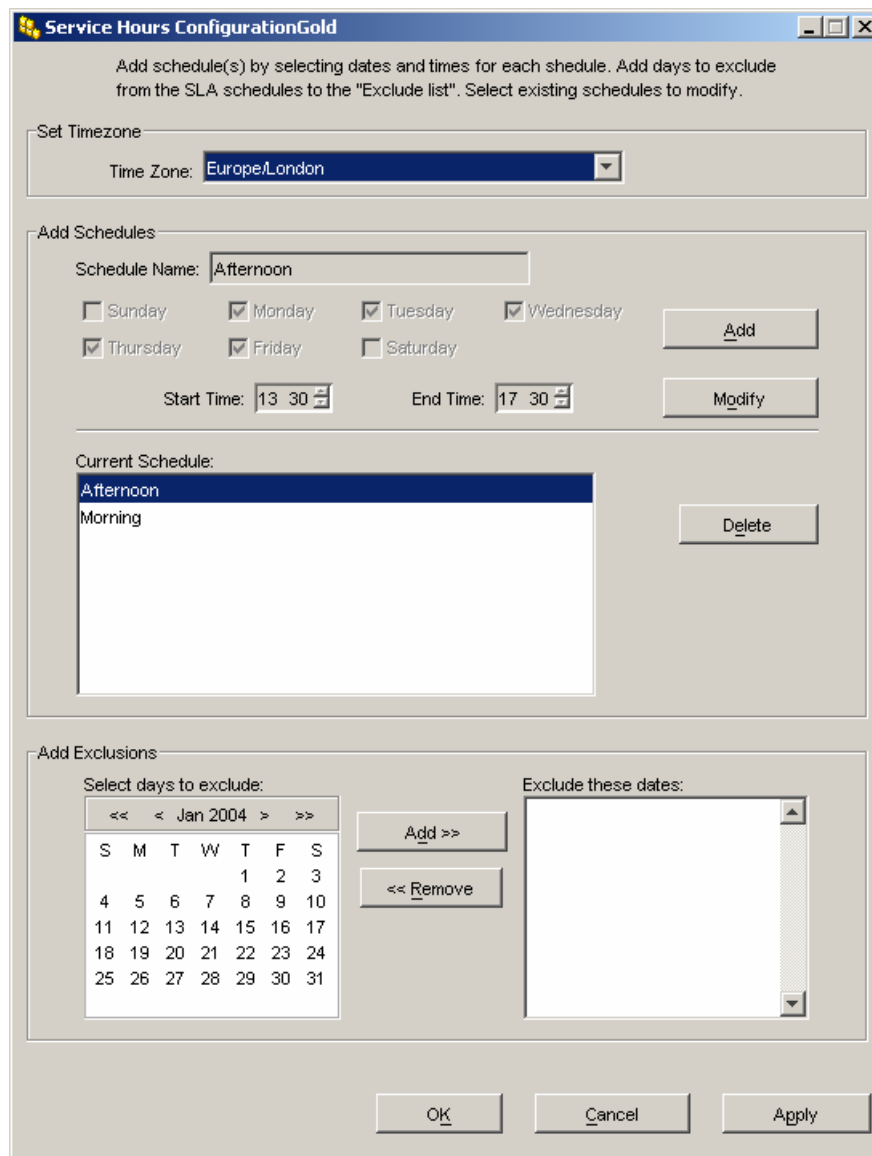 Service Hours ConfigurationGold
Add schedule(s) by selecting dates and times for each shedule. Add days to exclude
from the SLA schedules to the "Exclude list". Select existing schedules to modify.
Set Timezone
Time Zone: Europe/London
Add Schedules
Schedule Name: Afternoon
Sunday Monday Tuesday Wednesday
Add
Thursday Friday Saturday
Start Time: 13 30 End Time: 17 30 Modify
Current Schedule:
Afternoon
Morning
Delete
Add Exclusions
Select days to exclude: Exclude these dates:
<< < Jan 2004 > >>
Add >>
S M T W T F S
1 2 3
<< Remove
4 5 6 7 8 9 10
11 12 13 14 15 16 17
18 19 20 21 22 23 24
25 26 27 28 29 30 31
OK Cancel Apply